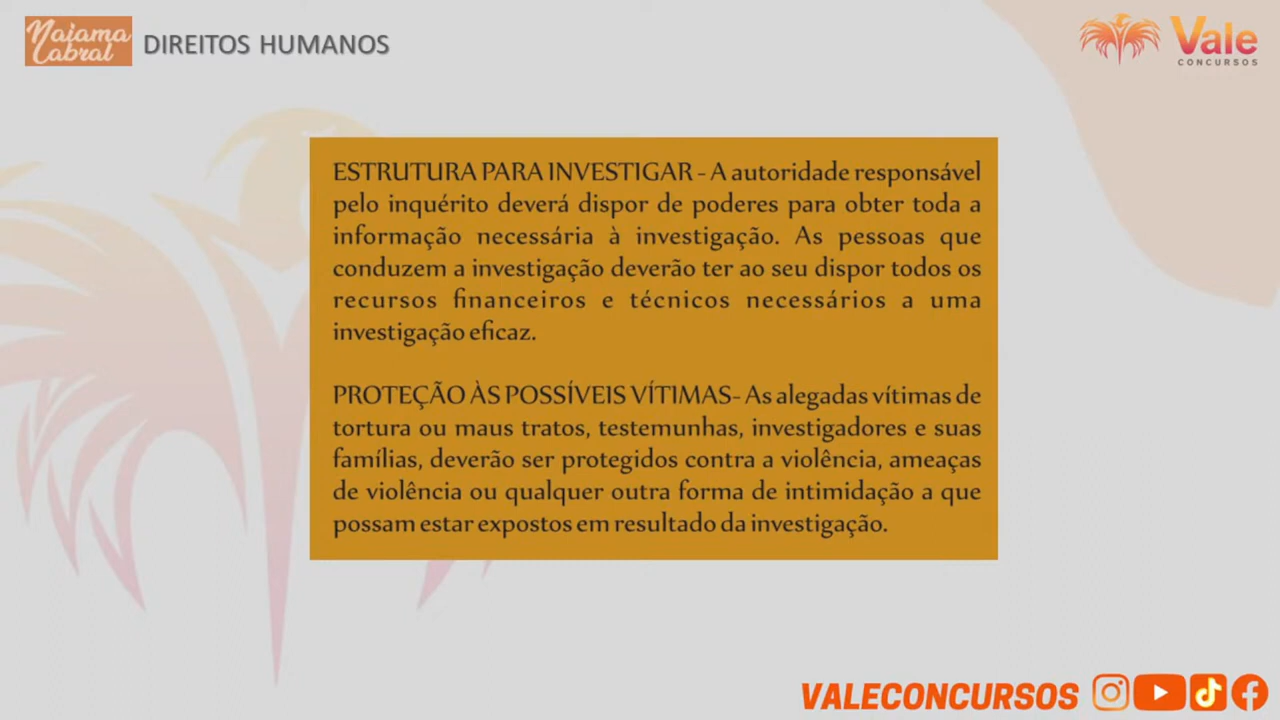 Naiama
Cabral
DIREITOS HUMANOS
Vale
CONCURSOS
ESTRUTURA PARA INVESTIGAR - A autoridade responsável
pelo inquérito deverá dispor de poderes para obter toda a
informação necessária à investigação. As pessoas que
conduzem a investigação deverão ter ao seu dispor todos os
recursos financeiros e técnicos necessários a uma
investigação eficaz.
PROTEÇÃO ÀS POSSÍVEIS VÍTIMAS- As alegadas vítimas de
tortura ou maus tratos, testemunhas, investigadores e suas
famílias, deverão ser protegidos contra a violência, ameaças
de violência ou qualquer outra forma de intimidação a que
possam estar expostos em resultado da investigação.
VALECONCURSOS